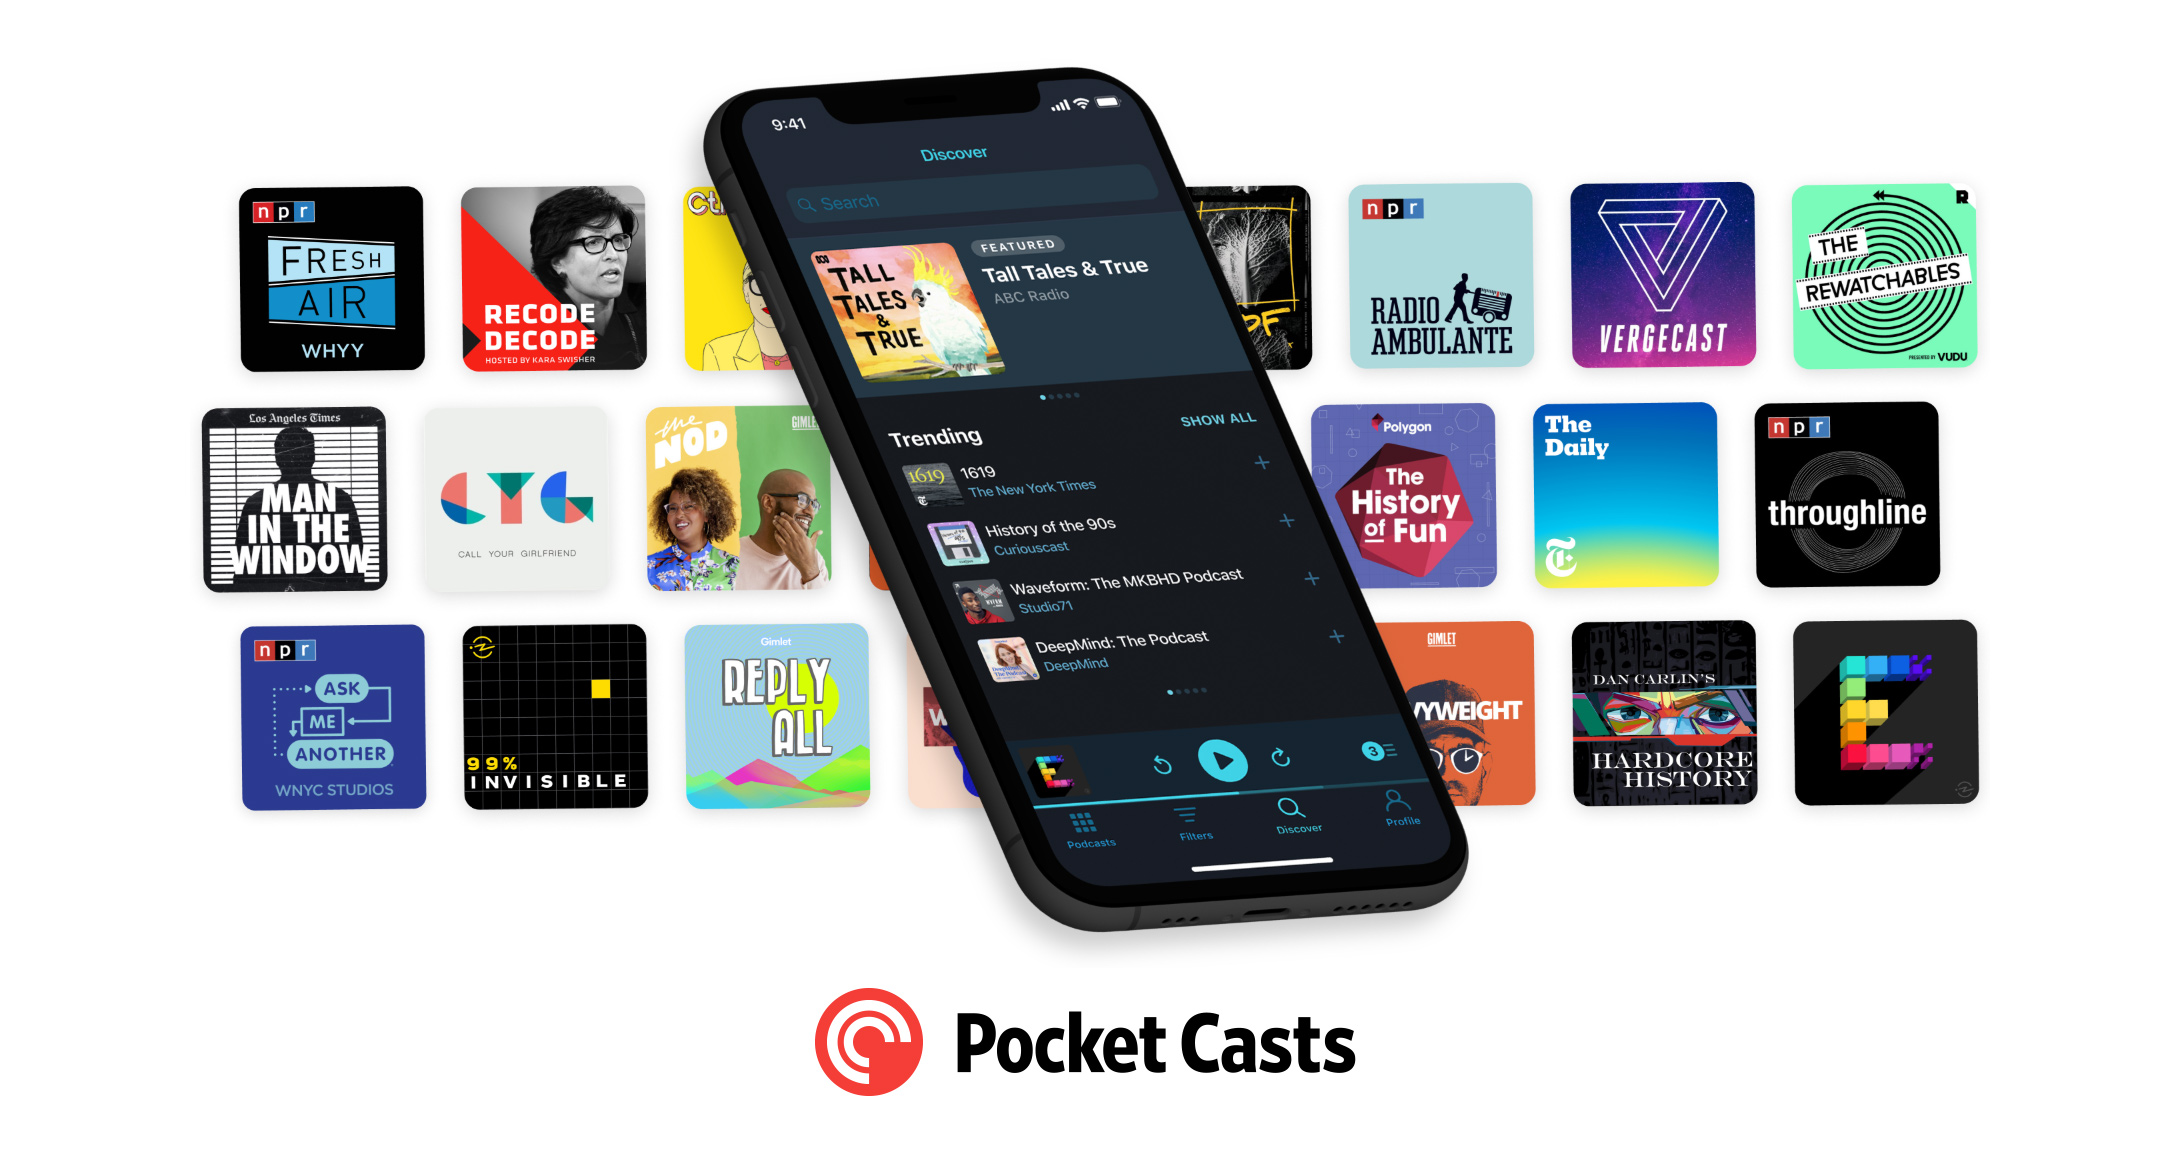 npr
FRESH
AIR
WHYY
RECODE
DECODE
HOSTED BY KARA SWISHER
npr
RADIO
AMBULANTE
VERGECAST
R
THE
REWATCHABLES
PRESENTED BY VUDU
Los Angeles Times
MAN
IN THE
WINDOW
CYG
CALL YOUR GIRLFRIEND
the
NOD
Polygon
The
History
of Fun
The
Daily
npr
throughline
npr
ASK
ME
ANOTHER
WNYC STUDIOS
99%
INVISIBLE
Gimlet
REPLY
ALL
GIMLET
VYWEIGHT
DAN CARLIN'S
HARDCORE
HISTORY
E
9:41
Discover
Search
TALL
TALES
&
TRUE
FEATURED
Tall Tales & True
ABC Radio
Trending
SHOW ALL
1619
1619
The New York Times
History of the 90s
Curiouscast
Waveform: The MKBHD Podcast
Studio71
DeepMind: The Podcast
DeepMind
E
3
Podcasts
Filters
Discover
Profile
Pocket Casts